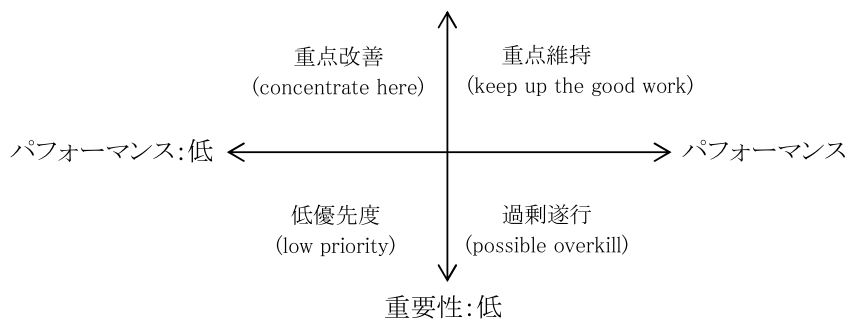 重点改善
(concentrate here)
重点維持
(keep up the good work)
パフォーマンス:低
パフォーマンス
低優先度
(low priority)
過剰遂行
(possible overkill)
重要性:低